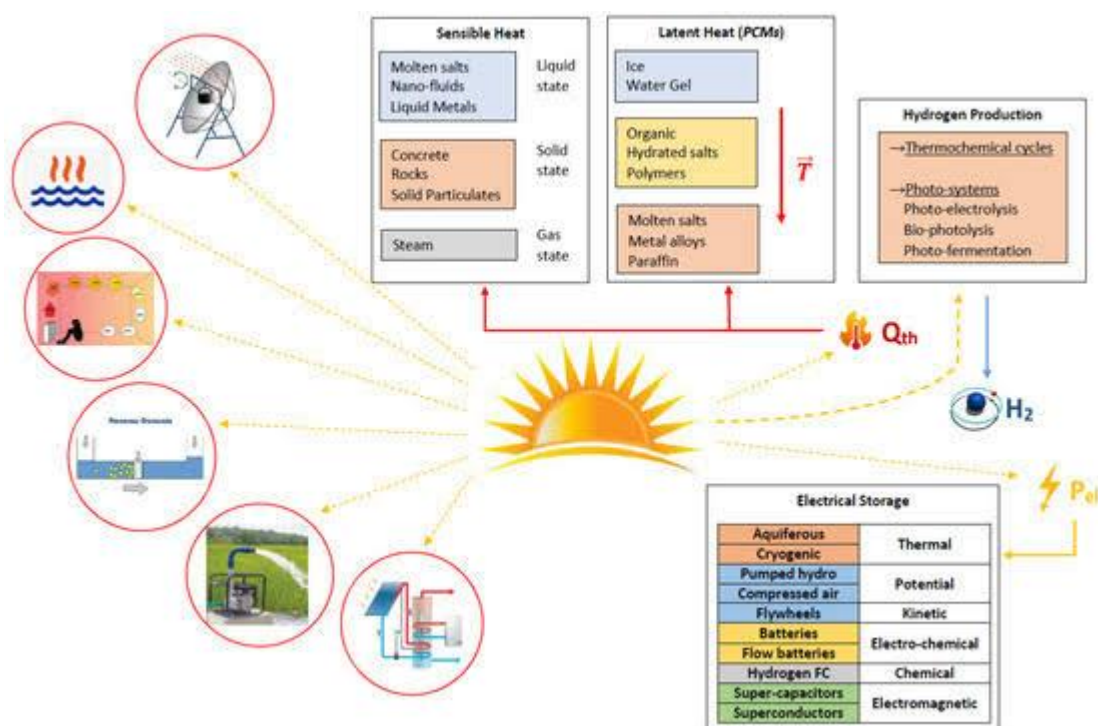 Sensible Heat
Molten salts
Nano-fluids
Liquid Metals
Liquid
state
Concrete
Rocks
Solid Particulates
Solid
state
Steam
Gas
state
Latent Heat (PCMs)
Ice
Water Gel
Organic
Hydrated salts
Polymers
Molten salts
Metal alloys
Paraffin
T
Hydrogen Production
→Thermochemical cycles
→Photo-systems
Photo-electrolysis
Bio-photolysis
Photo-fermentation
Qth
H2
Pel
Electrical Storage
Aquiferous
Cryogenic
Thermal
Pumped hydro
Compressed air
Potential
Flywheels
Kinetic
Batteries
Flow batteries
Electro-chemical
Hydrogen FC
Chemical
Super-capacitors
Superconductors
Electromagnetic